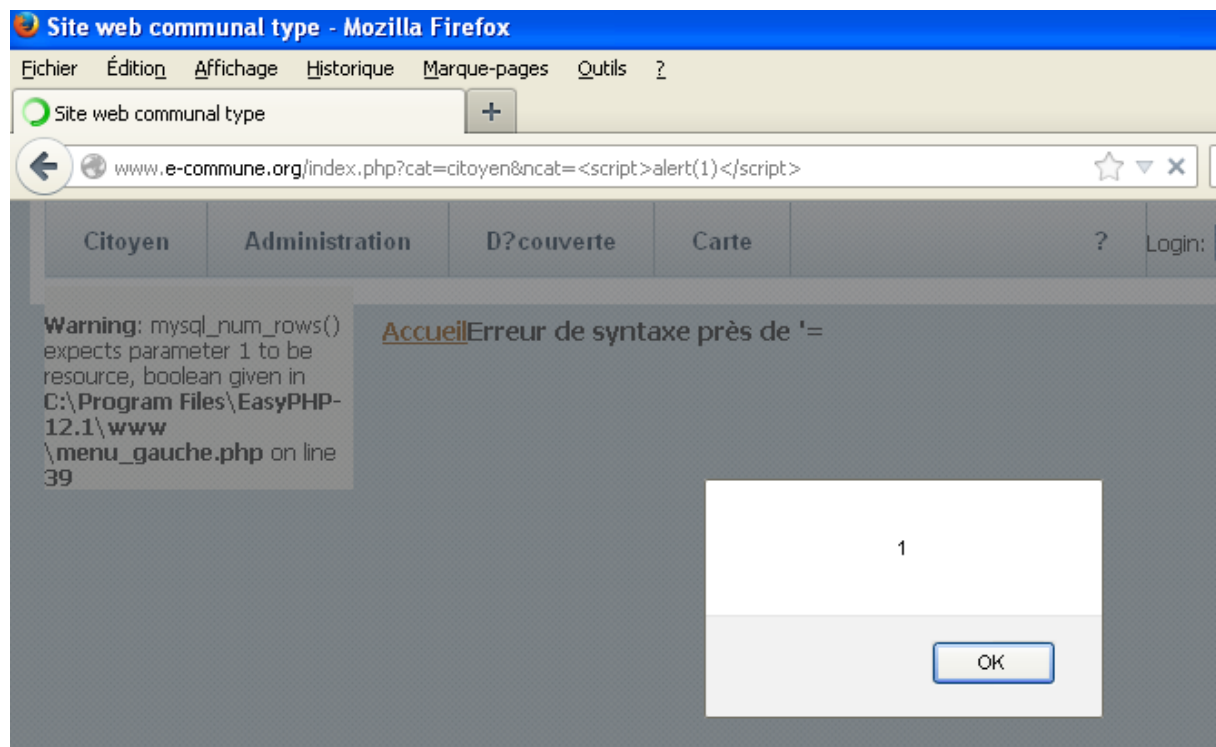 Site web communal type - Mozilla Firefox
Fichier Édition Affichage Historique Marque-pages Outils ?
Site web communal type +
www.e-commune.org/index.php?cat=citoyen&ncat=<script>alert(1)</script>
Citoyen Administration D?couverte Carte ? Login:
Warning: mysql_num_rows()
expects parameter 1 to be
resource, boolean given in
C:\Program Files\EasyPHP-
12.1\www
\menu_gauche.php on line
39
AccueilErreur de syntaxe près de '=
1
OK